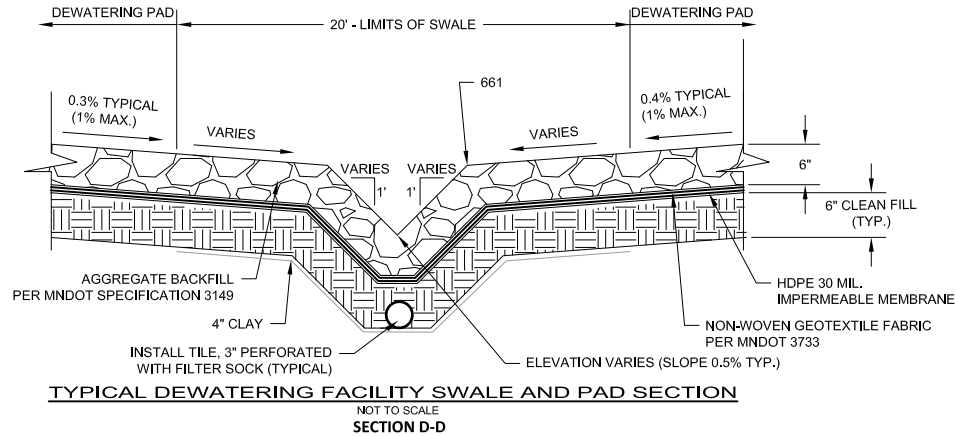 DEWATERING PAD
20' - LIMITS OF SWALE
DEWATERING PAD
661
0.3% TYPICAL
(1% MAX.)
VARIES
VARIES
0.4% TYPICAL
(1% MAX.)
VARIES
1'
VARIES
1'
6"
6" CLEAN FILL
(TYP.)
AGGREGATE BACKFILL
PER MNDOT SPECIFICATION 3149
4" CLAY
INSTALL TILE, 3" PERFORATED
WITH FILTER SOCK (TYPICAL)
HDPE 30 MIL.
IMPERMEABLE MEMBRANE
NON-WOVEN GEOTEXTILE FABRIC
PER MNDOT 3733
ELEVATION VARIES (SLOPE 0.5% TYP.)
TYPICAL DEWATERING FACILITY SWALE AND PAD SECTION
NOT TO SCALE
SECTION D-D